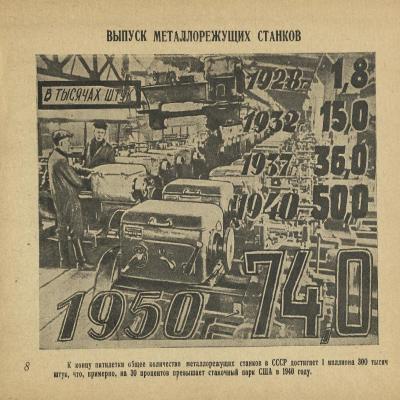 ВЫПУСК МЕТАЛЛОРЕЖУЩИХ СТАНКОВ
В ТЫСЯЧАХ ШТУК
1928г. 1,8
1932 15,0
1937 36,0
1940 50,0
1950 74,0
К концу пятилетки общее количество металлорежущих станков в СССР достигнет 1 миллиона 300 тысяч
штук, что, примерно, на 30 процентов превышает станочный парк США в 1940 году.
8